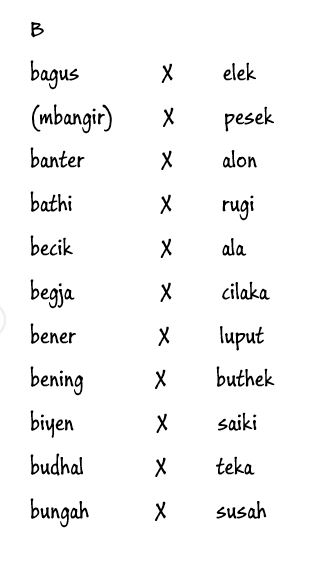 B
bagus X elek
(mbangir) X pesek
banter X alon
bathi X rugi
becik X ala
begja X cilaka
bener X luput
bening X buthek
biyen X saiki
budhal X teka
bungah X susah